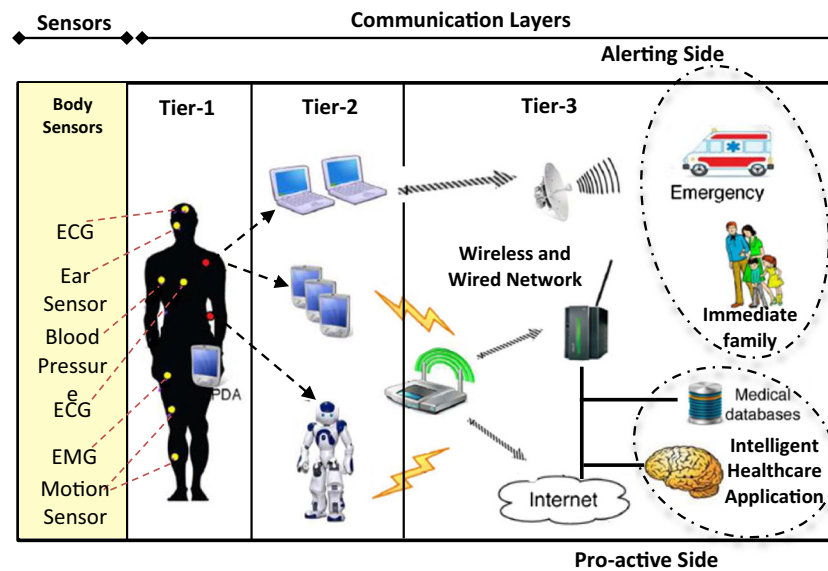 Sensors
Communication Layers
Alerting Side
Body
Sensors
Tier-1
Tier-2
Tier-3
ECG
Ear
Sensor
Blood
Pressur
e
ECG
EMG
Motion
Sensor
PDA
Wireless and
Wired Network
Internet
Emergency
Immediate
family
Medical
databases
Intelligent
Healthcare
Application
Pro-active Side